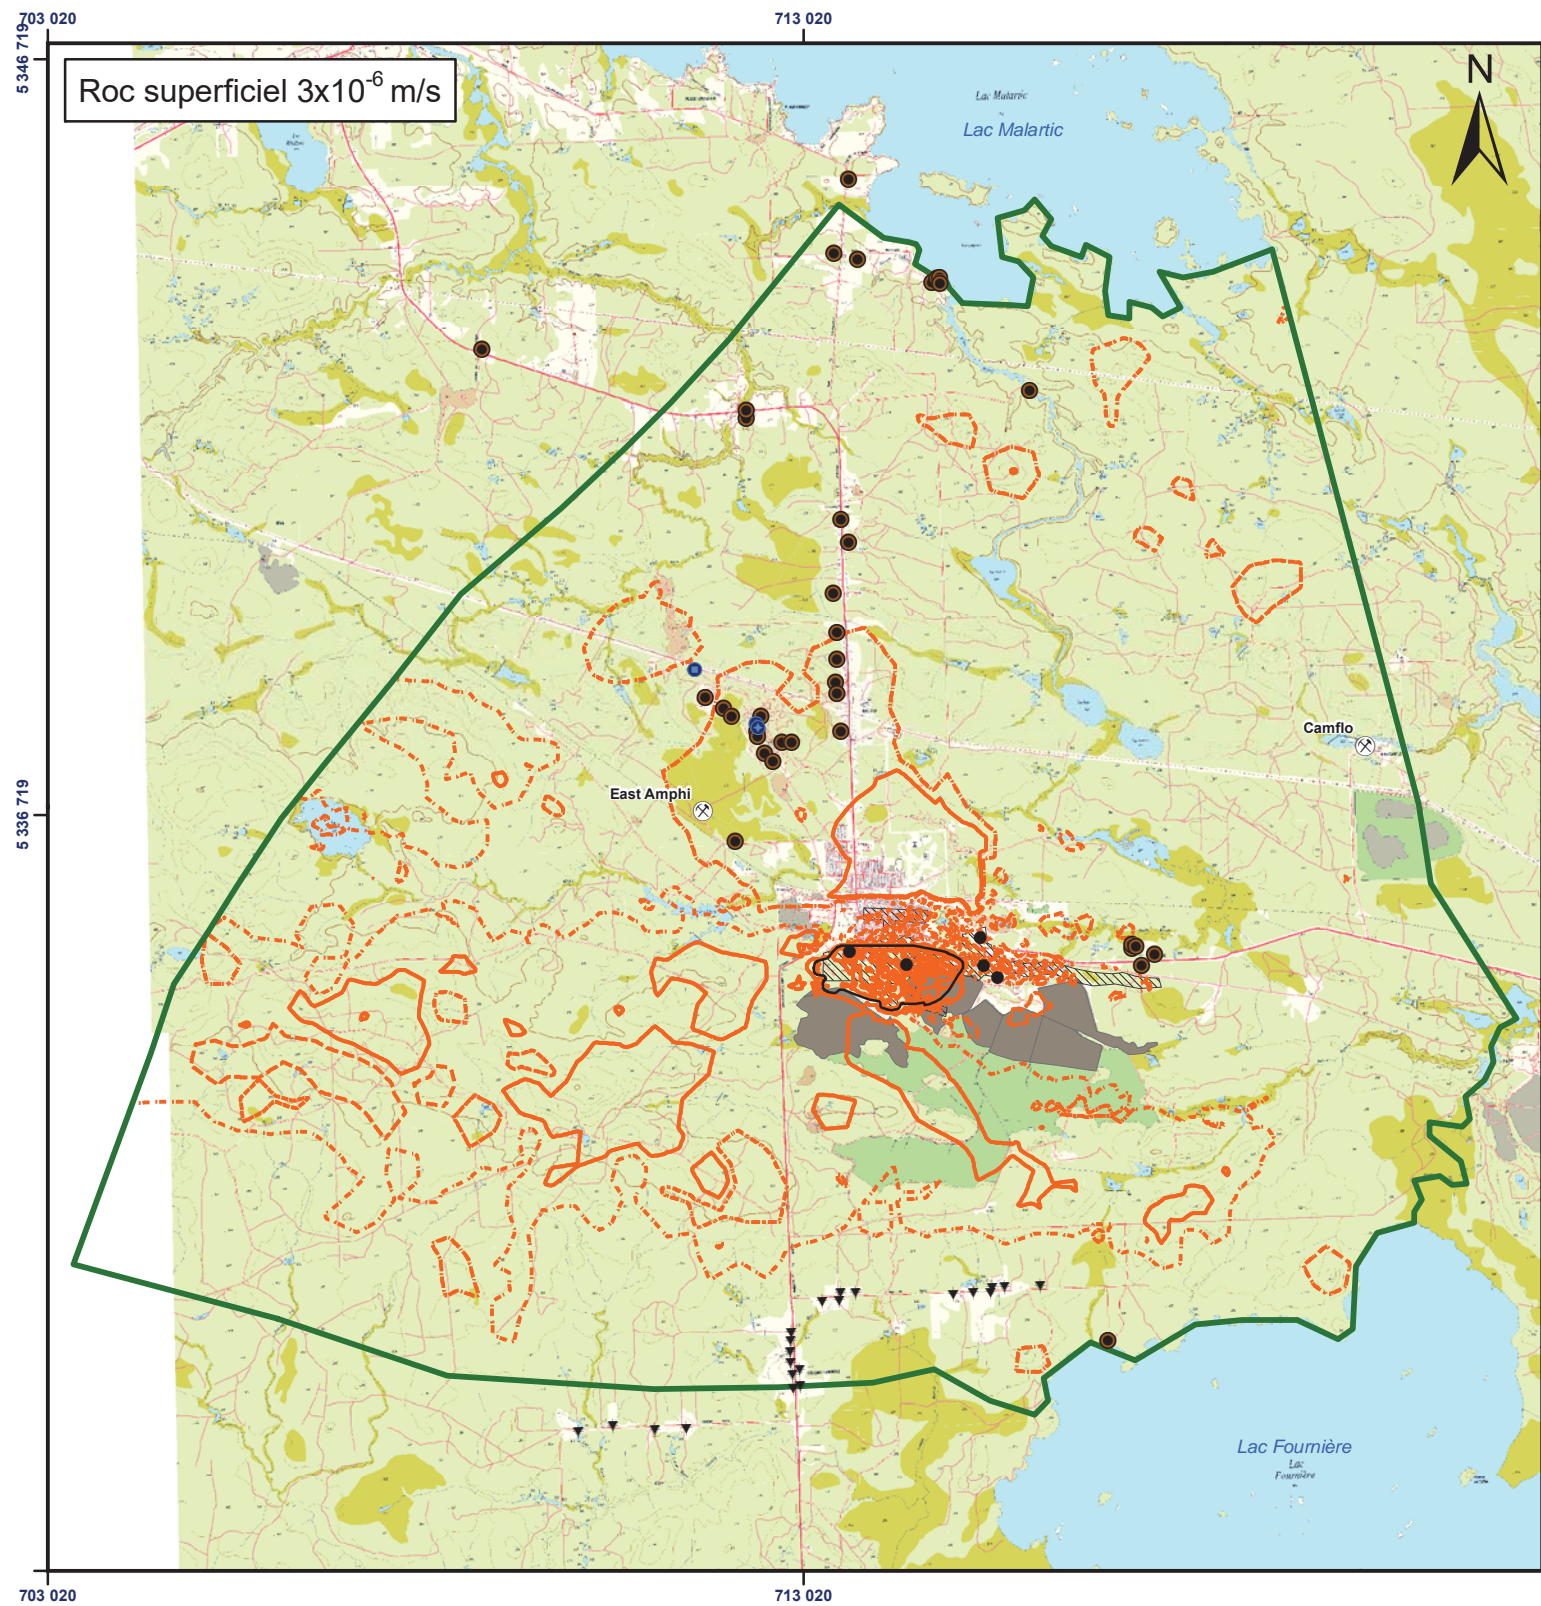 703 020
713 020
5 346 719
Roc superficiel 3x10⁻⁶ m/s
N
Lac Malartic
Lac Malartic
Camflo
East Amphi
5 336 719
Lac Fournière
Lac
Fournière
703 020
713 020